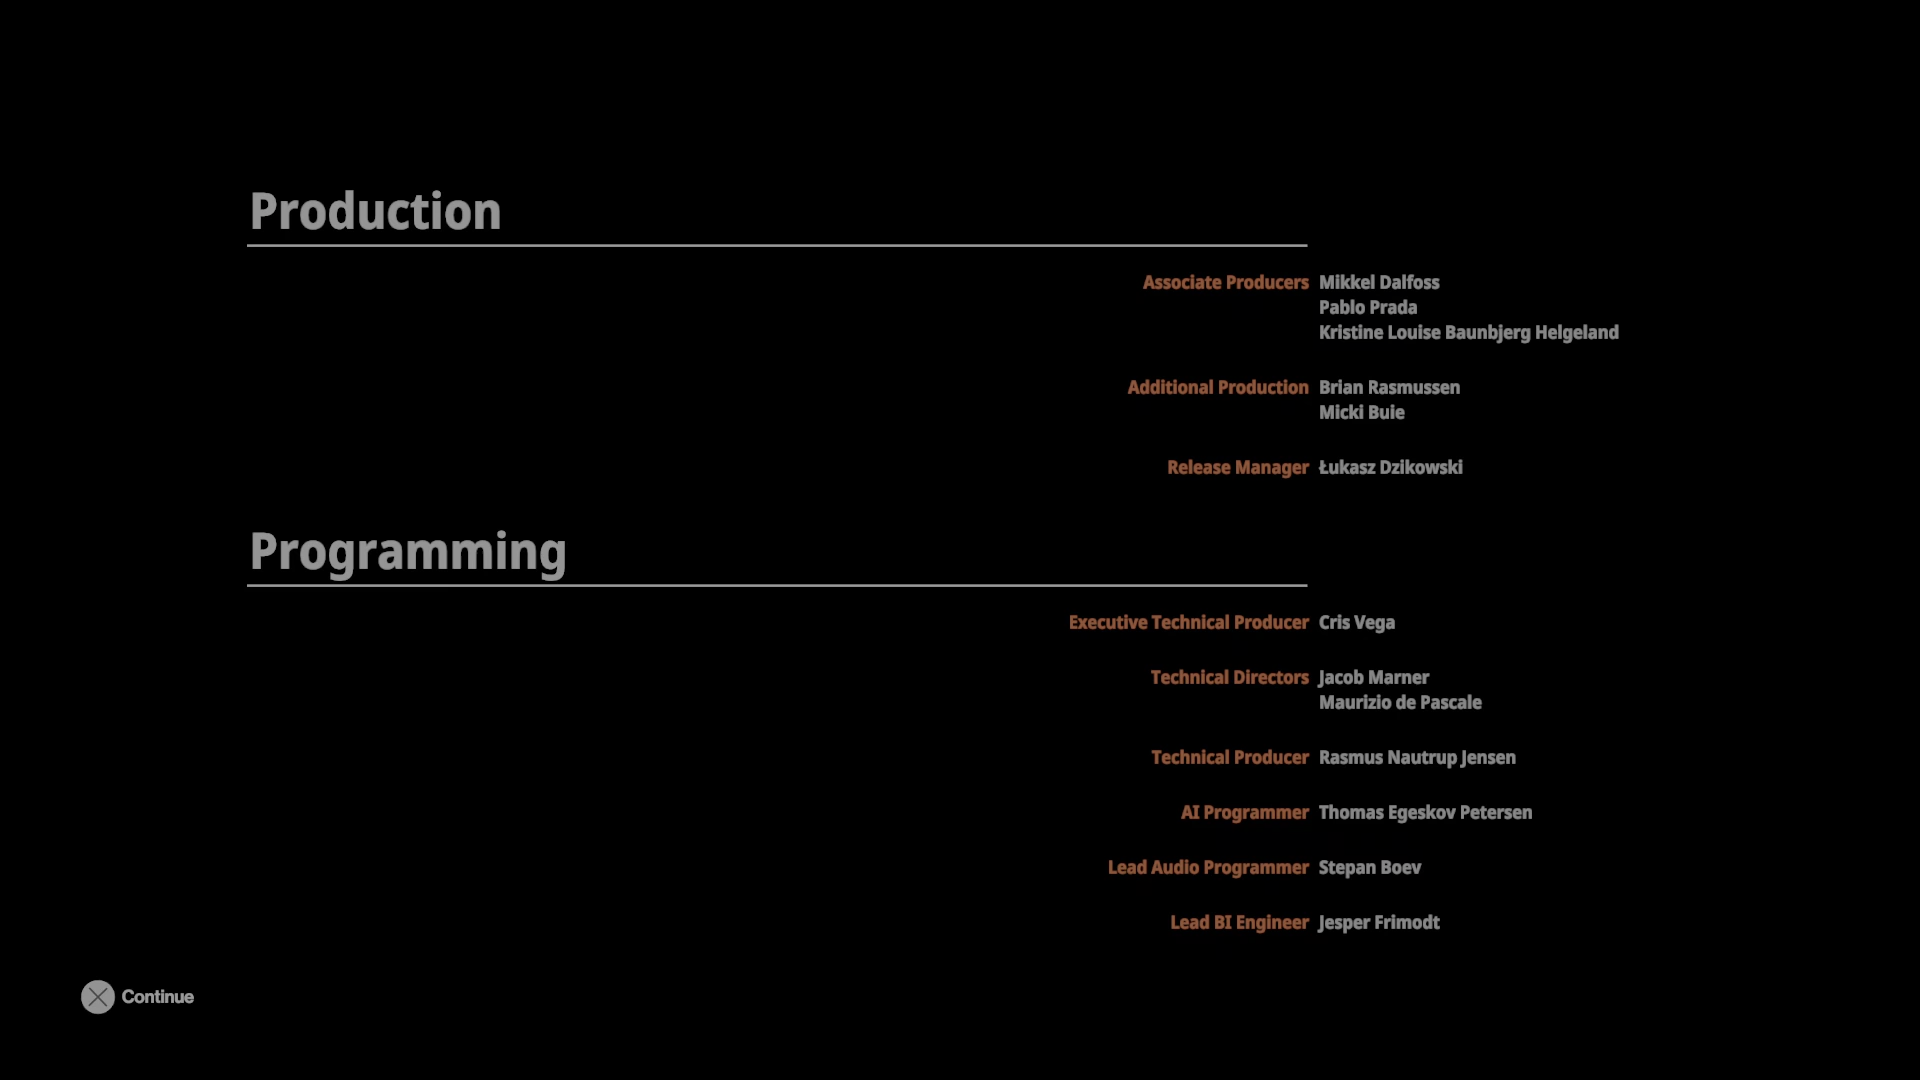 Production
Associate Producers Mikkel Dalfoss
Pablo Prada
Kristine Louise Baunbjerg Helgeland
Additional Production Brian Rasmussen
Micki Buie
Release Manager Łukasz Dzikowski
Programming
Executive Technical Producer Cris Vega
Technical Directors Jacob Marner
Maurizio de Pascale
Technical Producer Rasmus Nautrup Jensen
AI Programmer Thomas Egeskov Petersen
Lead Audio Programmer Stepan Boev
Lead BI Engineer Jesper Frimodt
Continue